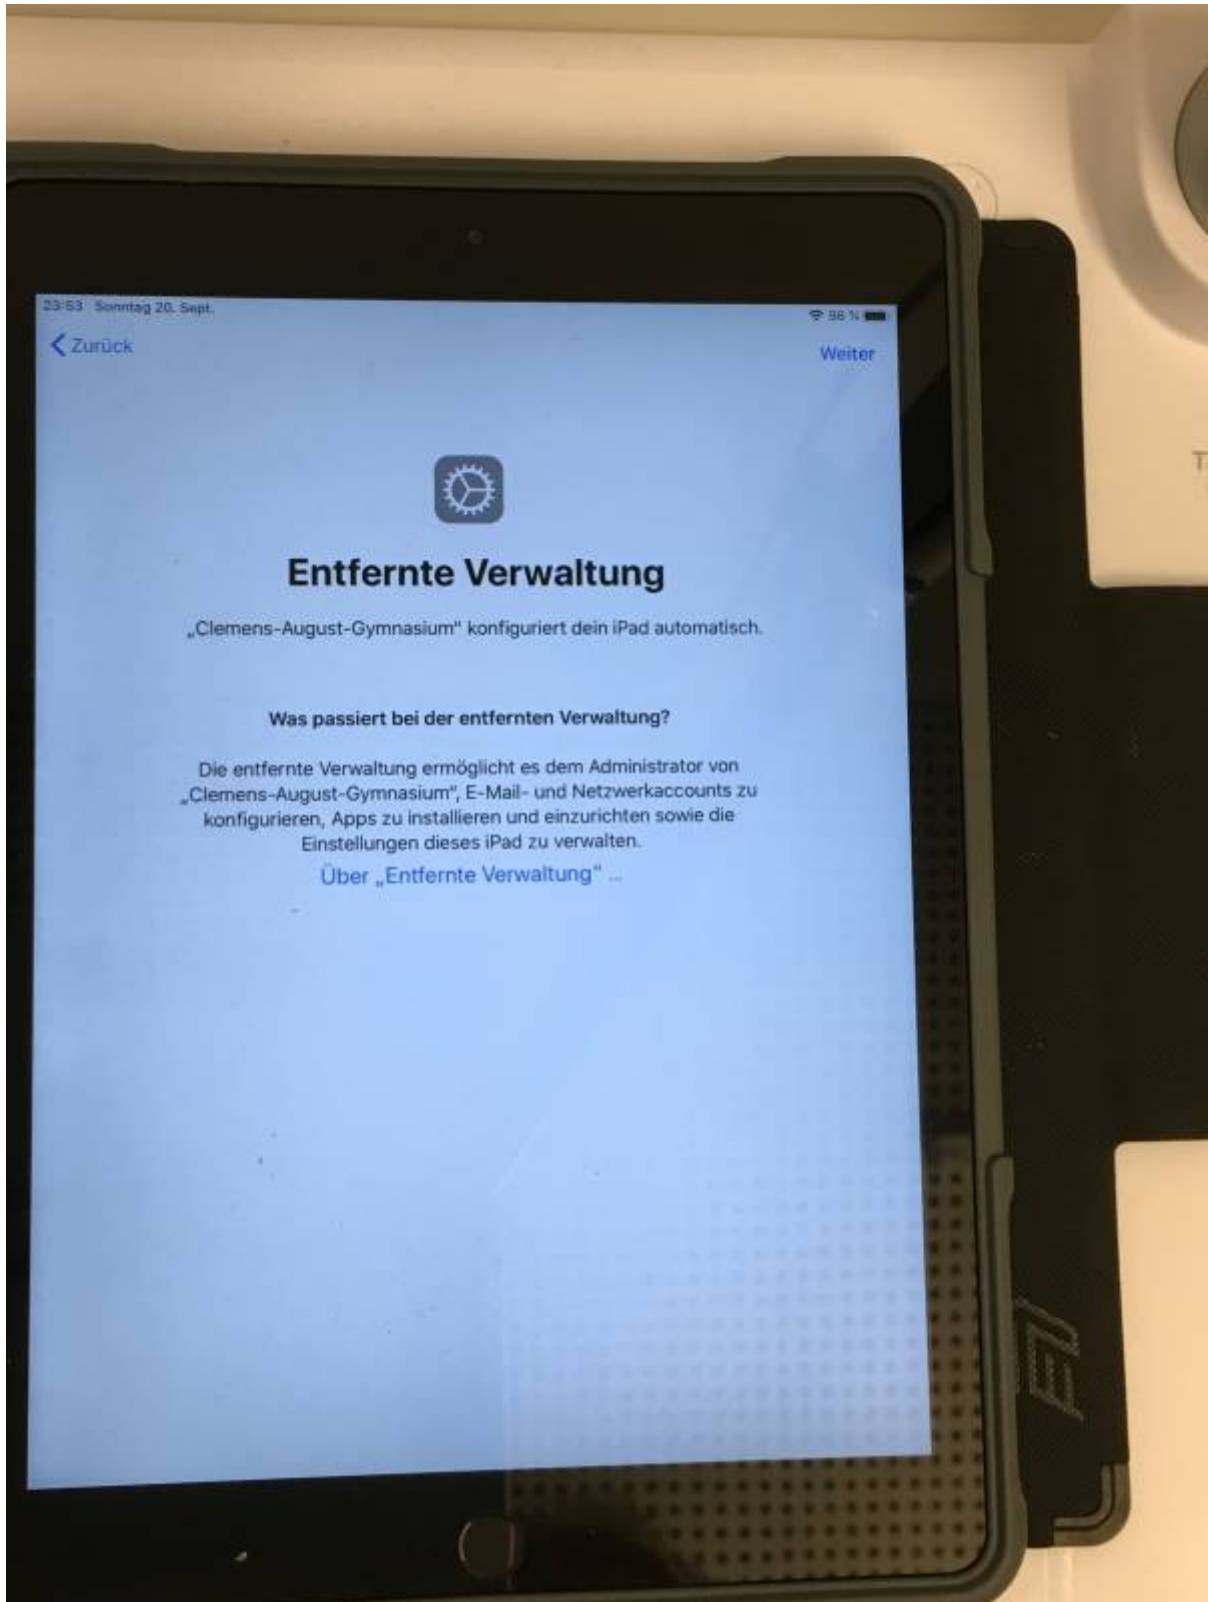 23:53 Sonntag 20. Sept.
98 %
Zurück
Weiter
Entfernte Verwaltung
„Clemens-August-Gymnasium" konfiguriert dein iPad automatisch.
Was passiert bei der entfernten Verwaltung?
Die entfernte Verwaltung ermöglicht es dem Administrator von
„Clemens-August-Gymnasium", E-Mail- und Netzwerkaccounts zu
konfigurieren, Apps zu installieren und einzurichten sowie die
Einstellungen dieses iPad zu verwalten.
Über „Entfernte Verwaltung" ...